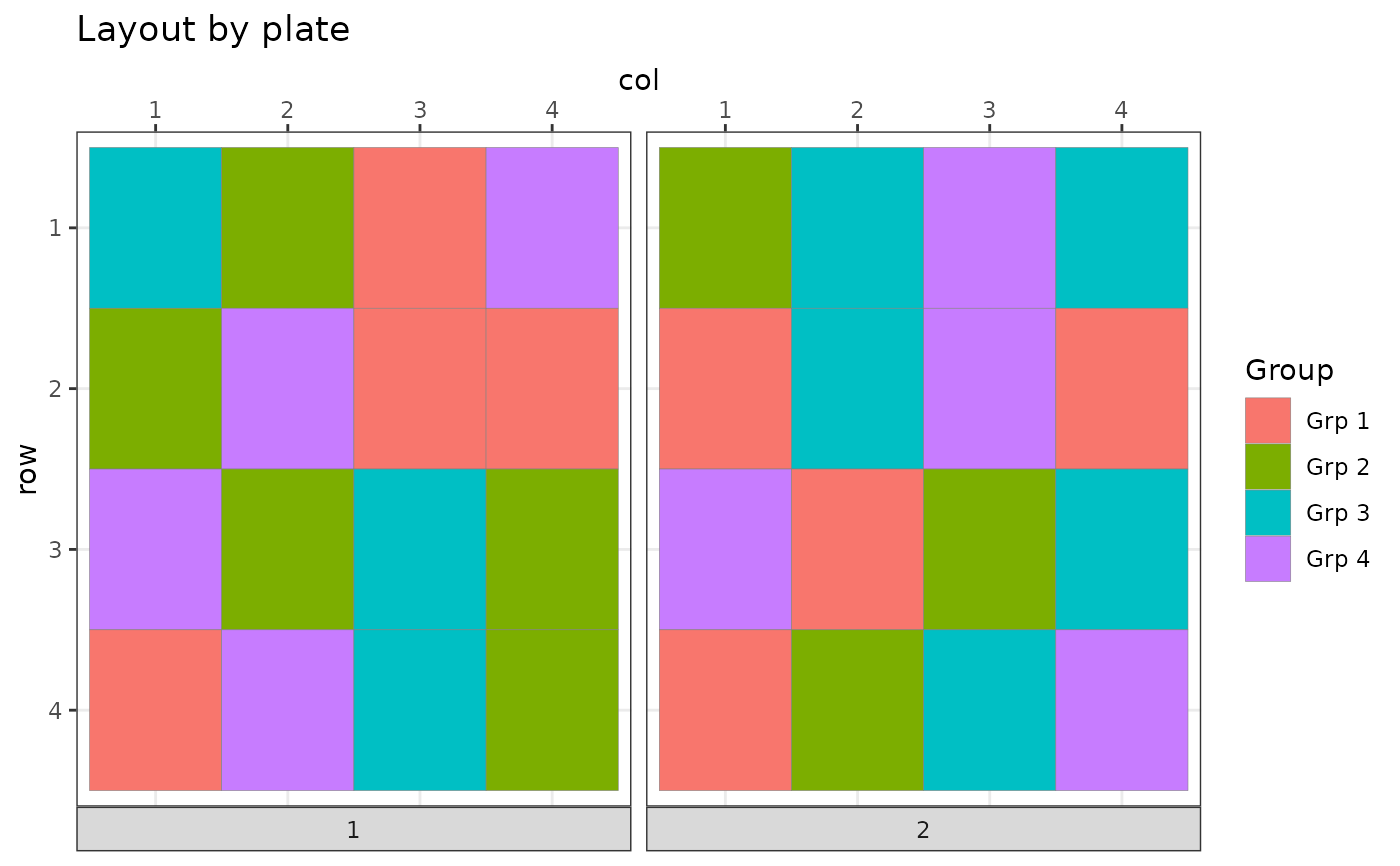 Layout by plate
col
1 2 3 4 1 2 3 4
row
1
2
3
4
Group
Grp 1
Grp 2
Grp 3
Grp 4
1 2